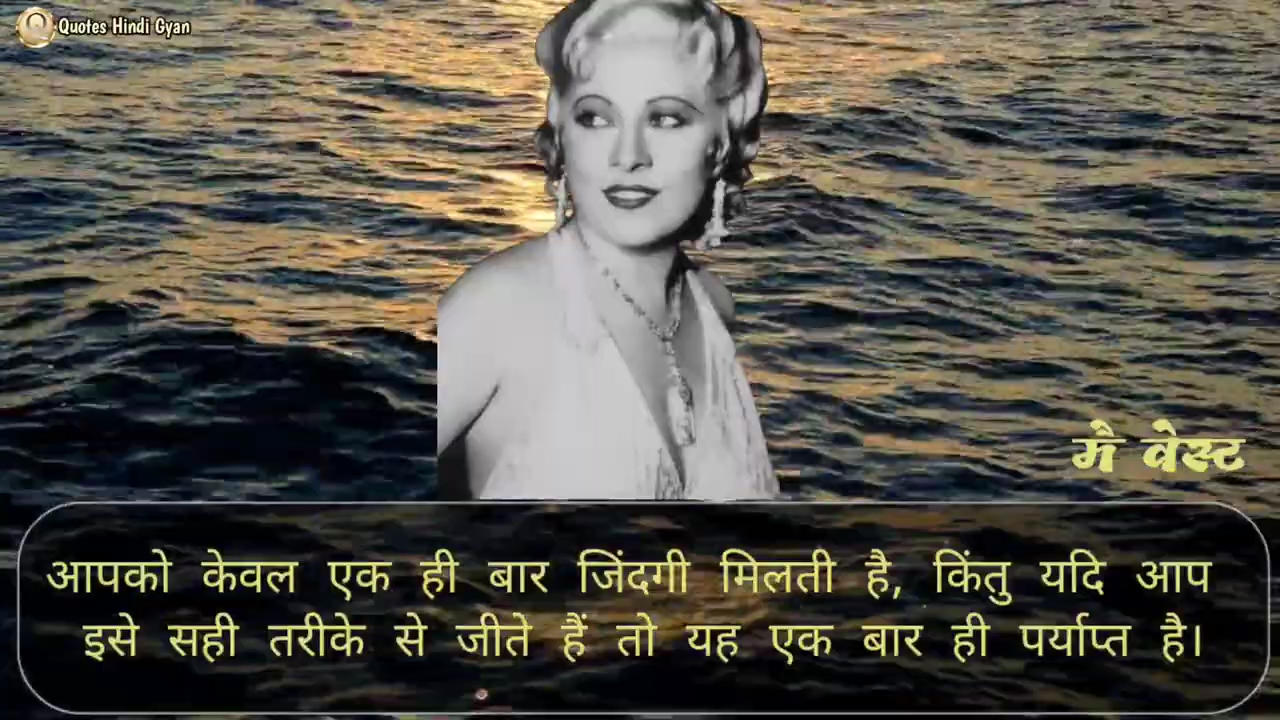 Quotes Hindi Gyan
मै वेस्ट
आपको केवल एक ही बार जिंदगी मिलती है, किंतु यदि आप
इसे सही तरीके से जीते हैं तो यह एक बार ही पर्याप्त है।